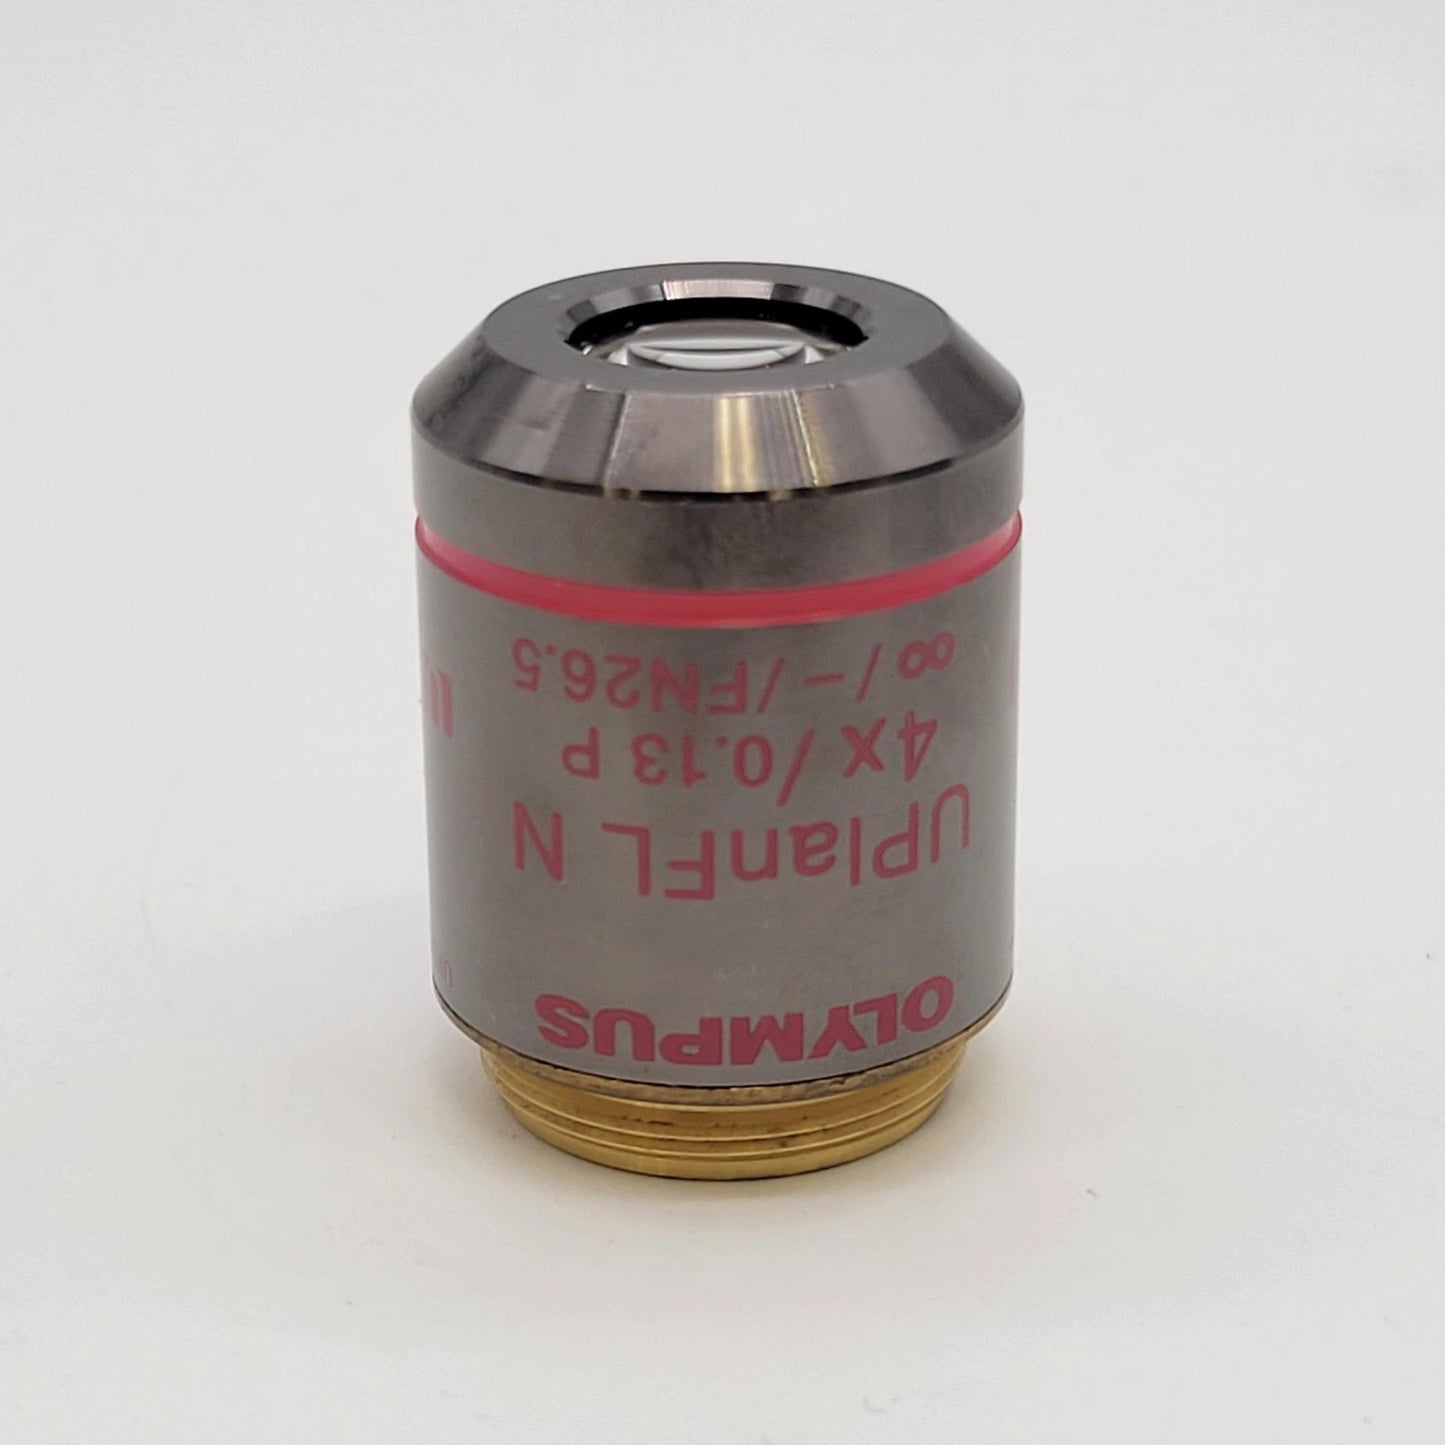 OLYMPUS
UPlanFL N
4x/0.13 P
∞/-/FN26.5